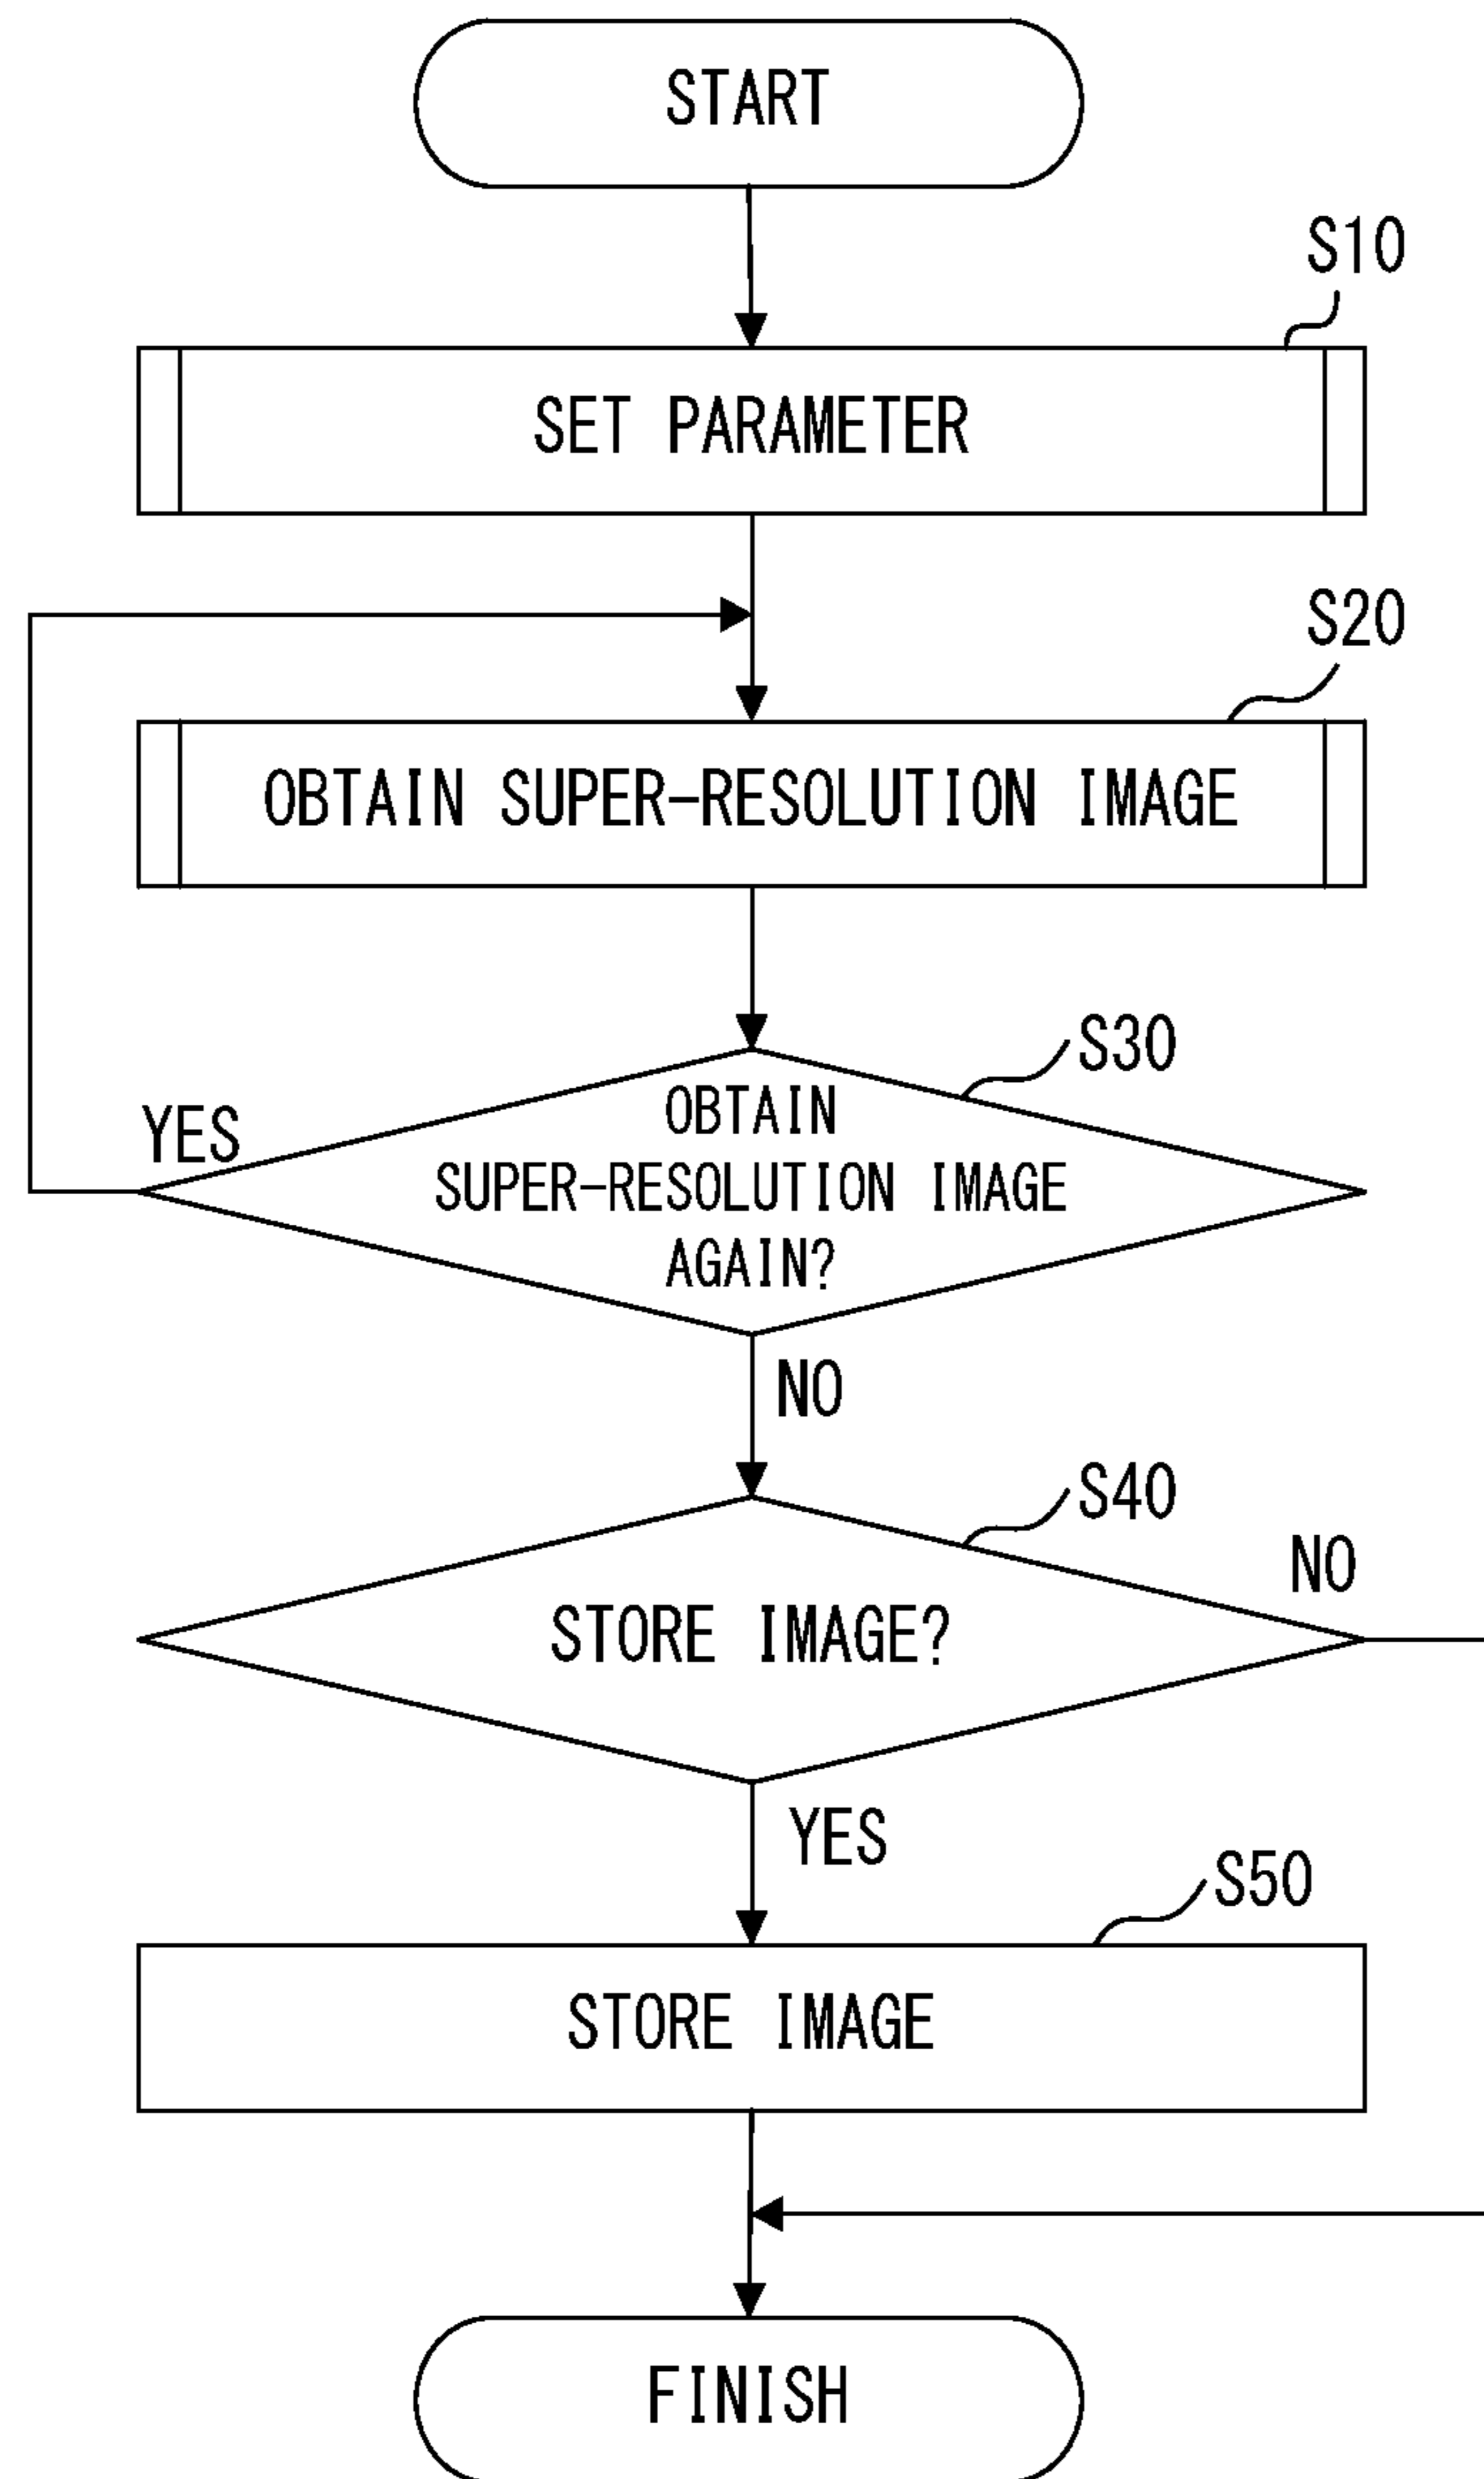 START
S10
SET PARAMETER
S20
OBTAIN SUPER-RESOLUTION IMAGE
S30
OBTAIN
SUPER-RESOLUTION IMAGE
AGAIN?
YES
NO
S40
STORE IMAGE?
NO
YES
S50
STORE IMAGE
FINISH